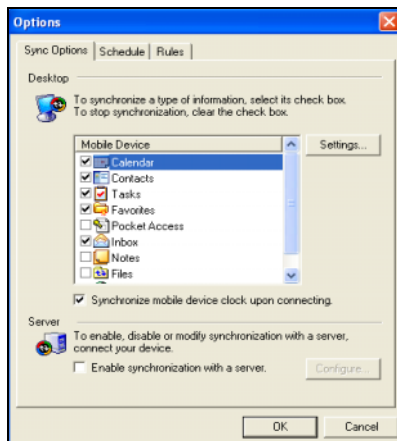 Options
Sync Options Schedule Rules
Desktop
To synchronize a type of information, select its check box.
To stop synchronization, clear the check box.
Mobile Device
Settings...
Calendar
Contacts
Tasks
Favorites
Pocket Access
Inbox
Notes
Files
Synchronize mobile device clock upon connecting.
Server
To enable, disable or modify synchronization with a server,
connect your device.
Enable synchronization with a server.
Configure...
OK Cancel